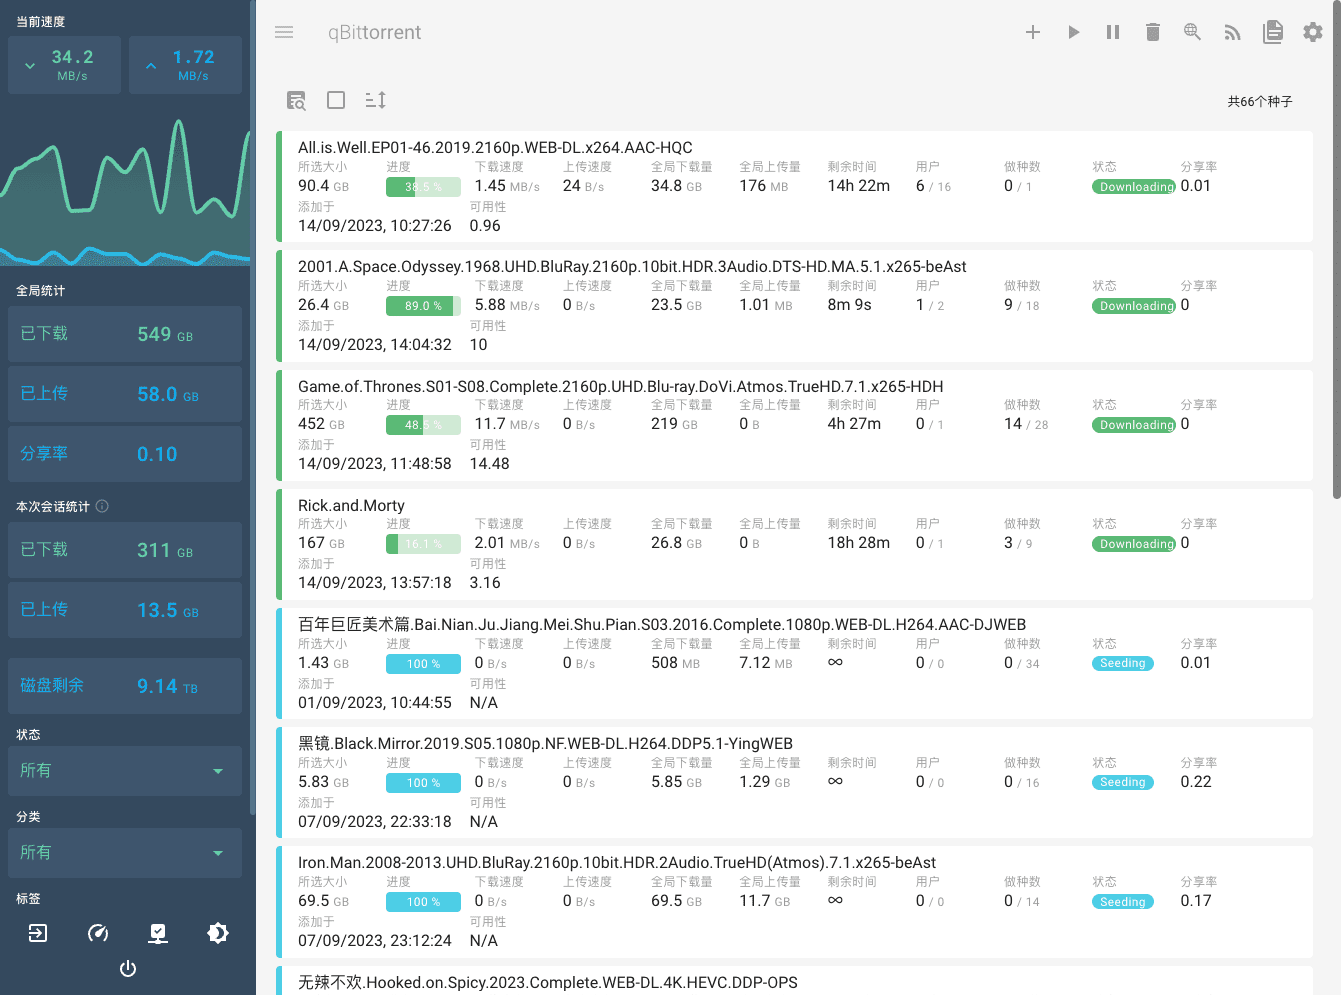 当前速度
34.2 MB/s
1.72 MB/s
全局统计
已下载 549 GB
已上传 58.0 GB
分享率 0.10
本次会话统计
已下载 311 GB
已上传 13.5 GB
磁盘剩余 9.14 TB
状态
所有
分类
所有
标签
qBittorrent
共66个种子
All.is.Well.EP01-46.2019.2160p.WEB-DL.x264.AAC-HQC
所选大小 进度 下载速度 上传速度 全局下载量 全局上传量 剩余时间 用户 做种数 状态 分享率
90.4 GB 38.5 % 1.45 MB/s 24 B/s 34.8 GB 176 MB 14h 22m 6 / 16 0 / 1 Downloading 0.01
添加于 可用性
14/09/2023, 10:27:26 0.96
2001.A.Space.Odyssey.1968.UHD.BluRay.2160p.10bit.HDR.3Audio.DTS-HD.MA.5.1.x265-beAst
所选大小 进度 下载速度 上传速度 全局下载量 全局上传量 剩余时间 用户 做种数 状态 分享率
26.4 GB 89.0 % 5.88 MB/s 0 B/s 23.5 GB 1.01 MB 8m 9s 1 / 2 9 / 18 Downloading 0
添加于 可用性
14/09/2023, 14:04:32 10
Game.of.Thrones.S01-S08.Complete.2160p.UHD.Blu-ray.DoVi.Atmos.TrueHD.7.1.x265-HDH
所选大小 进度 下载速度 上传速度 全局下载量 全局上传量 剩余时间 用户 做种数 状态 分享率
452 GB 48.5 % 11.7 MB/s 0 B/s 219 GB 0 B 4h 27m 0 / 1 14 / 28 Downloading 0
添加于 可用性
14/09/2023, 11:48:58 14.48
Rick.and.Morty
所选大小 进度 下载速度 上传速度 全局下载量 全局上传量 剩余时间 用户 做种数 状态 分享率
167 GB 16.1 % 2.01 MB/s 0 B/s 26.8 GB 0 B 18h 28m 0 / 1 3 / 9 Downloading 0
添加于 可用性
14/09/2023, 13:57:18 3.16
百年巨匠美术篇.Bai.Nian.Ju.Jiang.Mei.Shu.Pian.S03.2016.Complete.1080p.WEB-DL.H264.AAC-DJWEB
所选大小 进度 下载速度 上传速度 全局下载量 全局上传量 剩余时间 用户 做种数 状态 分享率
1.43 GB 100 % 0 B/s 0 B/s 508 MB 7.12 MB ∞ 0 / 0 0 / 34 Seeding 0.01
添加于 可用性
01/09/2023, 10:44:55 N/A
黑镜.Black.Mirror.2019.S05.1080p.NF.WEB-DL.H264.DDP5.1-YingWEB
所选大小 进度 下载速度 上传速度 全局下载量 全局上传量 剩余时间 用户 做种数 状态 分享率
5.83 GB 100 % 0 B/s 0 B/s 5.85 GB 1.29 GB ∞ 0 / 0 0 / 16 Seeding 0.22
添加于 可用性
07/09/2023, 22:33:18 N/A
Iron.Man.2008-2013.UHD.BluRay.2160p.10bit.HDR.2Audio.TrueHD(Atmos).7.1.x265-beAst
所选大小 进度 下载速度 上传速度 全局下载量 全局上传量 剩余时间 用户 做种数 状态 分享率
69.5 GB 100 % 0 B/s 0 B/s 69.5 GB 11.7 GB ∞ 0 / 0 0 / 14 Seeding 0.17
添加于 可用性
07/09/2023, 23:12:24 N/A
无辣不欢.Hooked.on.Spicy.2023.Complete.WEB-DL.4K.HEVC.DDP-OPS